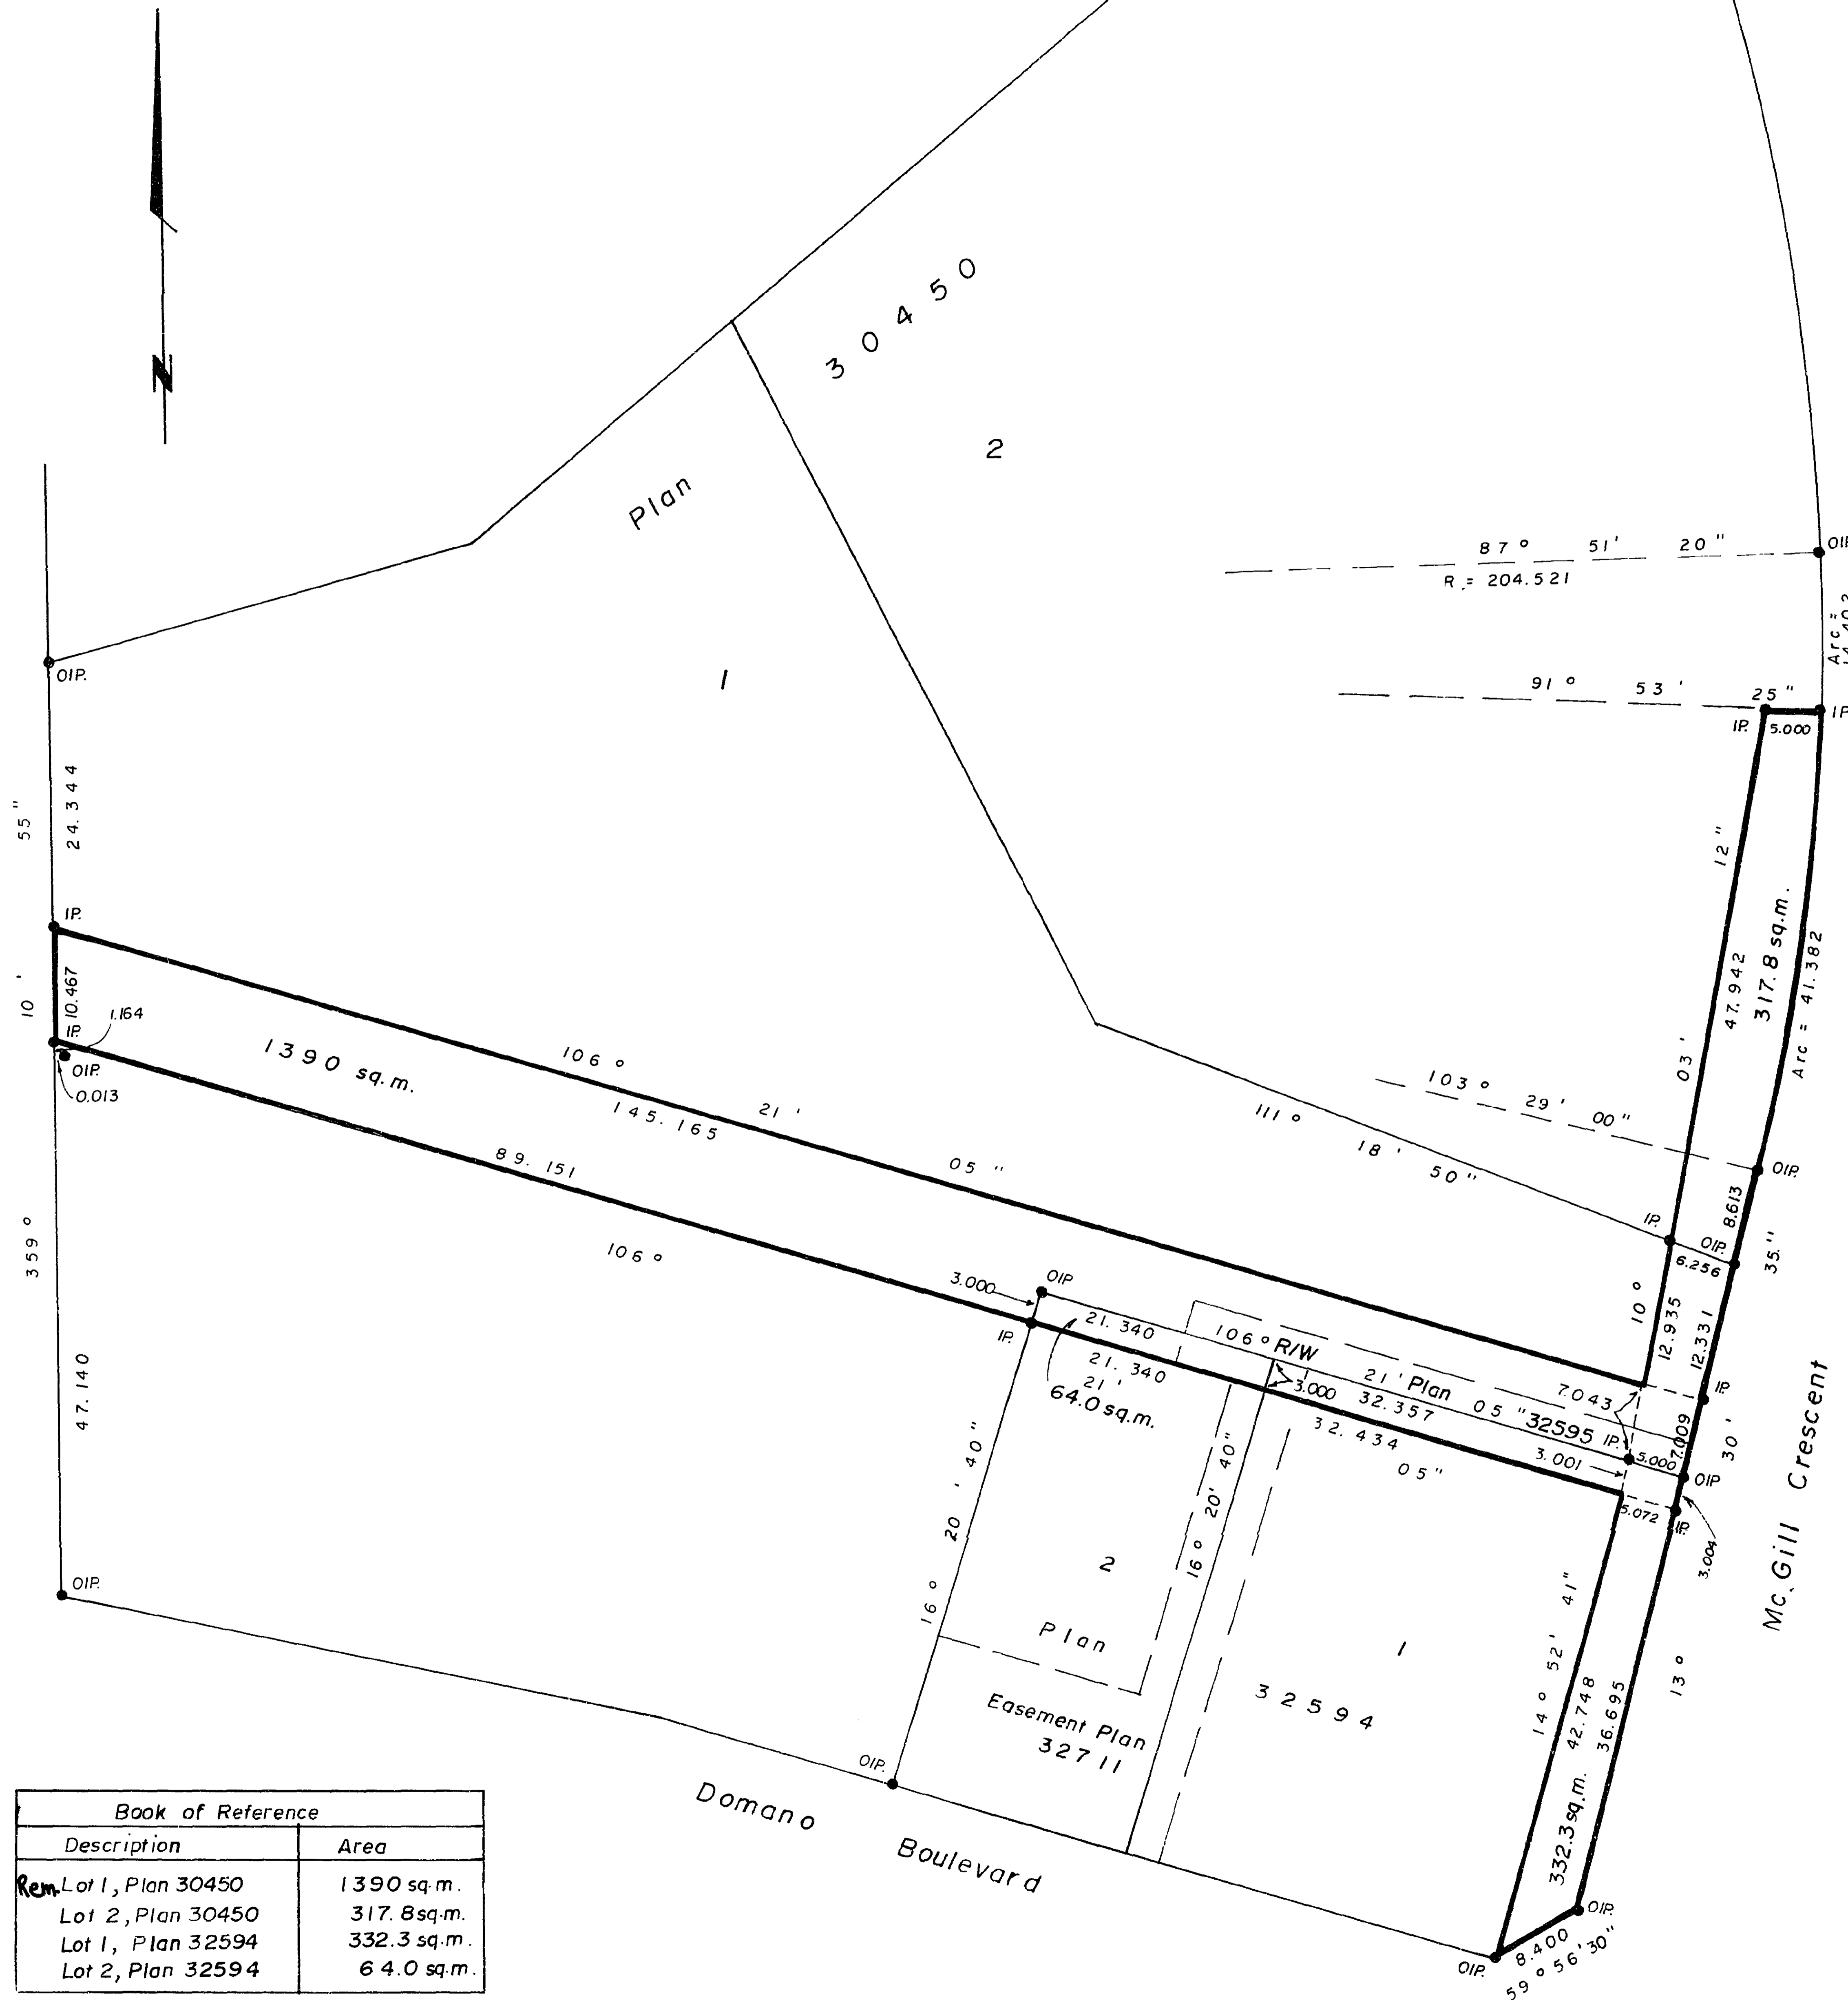 N
30450
2
Plan
1
87° 51' 20"
R = 204.521
OIP.
Arc =
91° 53' 25"
IP. 5.000 IP
OIP.
24.344
55"
12"
47.942
317.8 sq.m.
Arc = 41.382
03'
IP.
10.467
10'
1.164
IP.
OIP.
0.013
1390 sq.m.
106° 21' 05"
145.165
89.151
106°
103° 29' 00"
111° 18' 50"
OIP.
8.613
35"
IP.
OIP.
6.256
10°
12.935
12.331
359°
47.140
3.000
OIP
IP.
21.340
106° R/W
21.340
21'
64.0 sq.m.
3.000
21' Plan 05" 32595
32.357
32.434
05"
7.043
IP.
IP.
7.009
30'
5.000
OIP
3.001
5.072
IP.
3.004
Mc.Gill Crescent
16° 20' 40"
16° 20' 40"
2
Plan
1
32594
Easement Plan
32711
14° 52' 41"
42.748
36.695
13°
332.3 sq.m.
OIP.
OIP.
Domano Boulevard
OIP.
OIP.
8.400
59° 56' 30"
Book of Reference
Description Area
Rem. Lot 1, Plan 30450 1390 sq.m.
Lot 2, Plan 30450 317.8 sq.m.
Lot 1, Plan 32594 332.3 sq.m.
Lot 2, Plan 32594 64.0 sq.m.